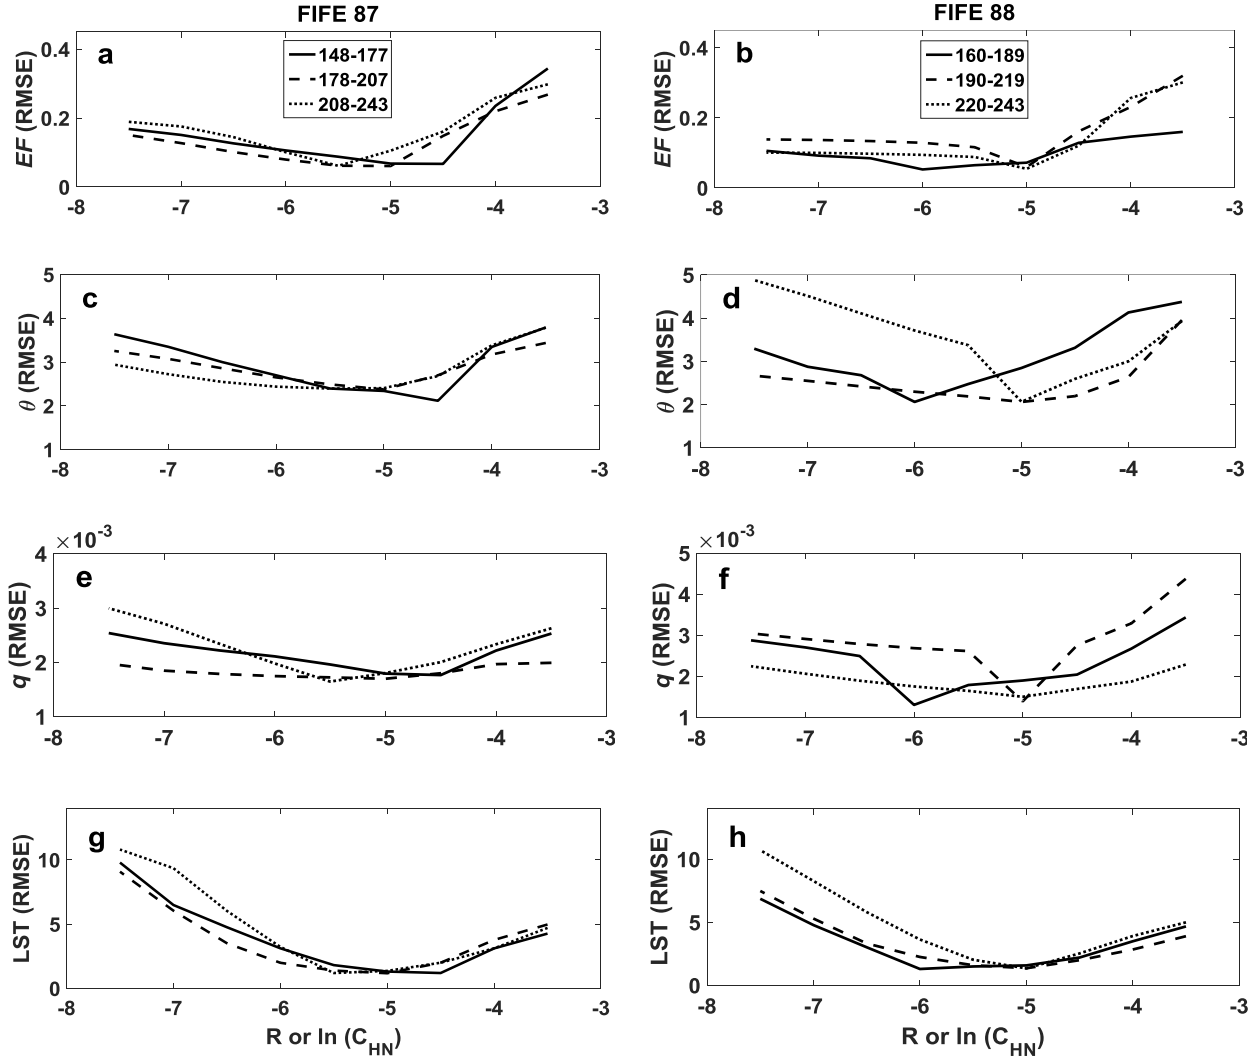 FIFE 87
FIFE 88
a
148-177
178-207
208-243
EF (RMSE)
0.4
0.2
0
-8 -7 -6 -5 -4 -3
b
160-189
190-219
220-243
EF (RMSE)
0.4
0.2
0
-8 -7 -6 -5 -4 -3
c
θ (RMSE)
5
4
3
2
1
-8 -7 -6 -5 -4 -3
d
θ (RMSE)
5
4
3
2
1
-8 -7 -6 -5 -4 -3
×10⁻³
e
q (RMSE)
4
3
2
1
-8 -7 -6 -5 -4 -3
×10⁻³
f
q (RMSE)
5
4
3
2
1
-8 -7 -6 -5 -4 -3
g
LST (RMSE)
10
5
0
-8 -7 -6 -5 -4 -3
R or ln (C_HN)
h
LST (RMSE)
10
5
0
-8 -7 -6 -5 -4 -3
R or ln (C_HN)